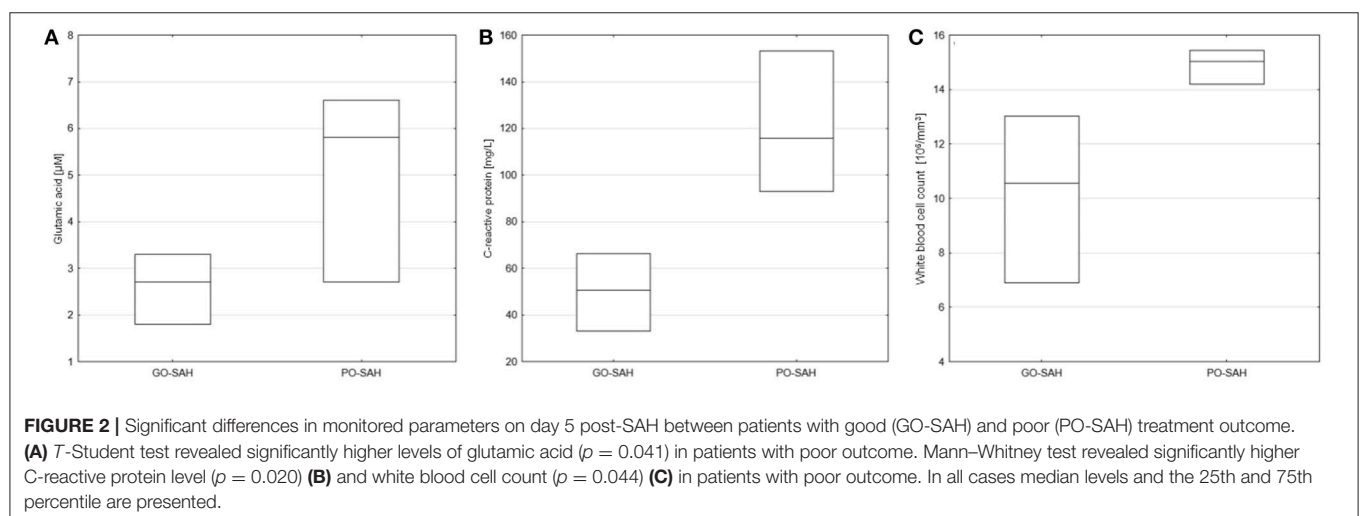 A
8
7
6
5
4
3
2
1
Glutamic acid [µM]
GO-SAH PO-SAH
B
160
140
120
100
80
60
40
20
C-reactive protein [mg/L]
GO-SAH PO-SAH
C
16
14
12
10
8
6
4
White blood cell count [10⁶/mm³]
GO-SAH PO-SAH
FIGURE 2 | Significant differences in monitored parameters on day 5 post-SAH between patients with good (GO-SAH) and poor (PO-SAH) treatment outcome.
(A) T-Student test revealed significantly higher levels of glutamic acid (p = 0.041) in patients with poor outcome. Mann–Whitney test revealed significantly higher
C-reactive protein level (p = 0.020) (B) and white blood cell count (p = 0.044) (C) in patients with poor outcome. In all cases median levels and the 25th and 75th
percentile are presented.